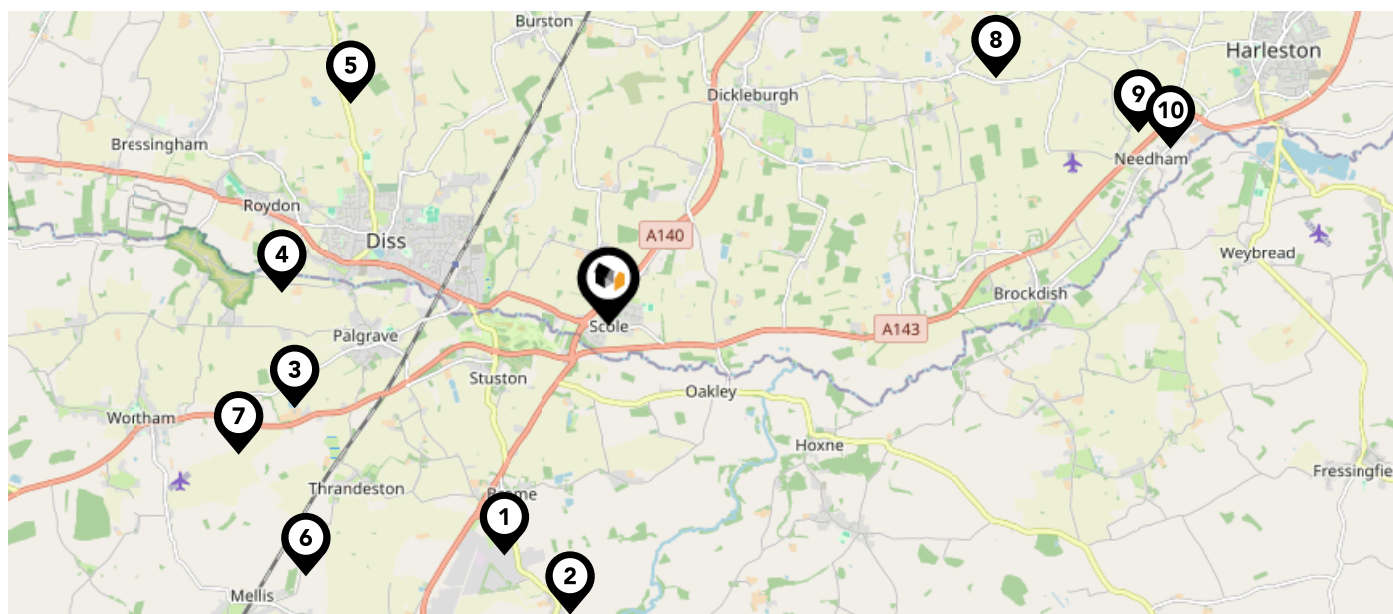 Burston
8
Harleston
5
Dickleburgh
9
10
Bressingham
Needham
Roydon
A140
Diss
4
Weybread
Brockdish
Scole
A143
Palgrave
3
Stuston
Oakley
7
Wortham
Hoxne
Fressingfie
Thrandeston
1
6
2
Mellis